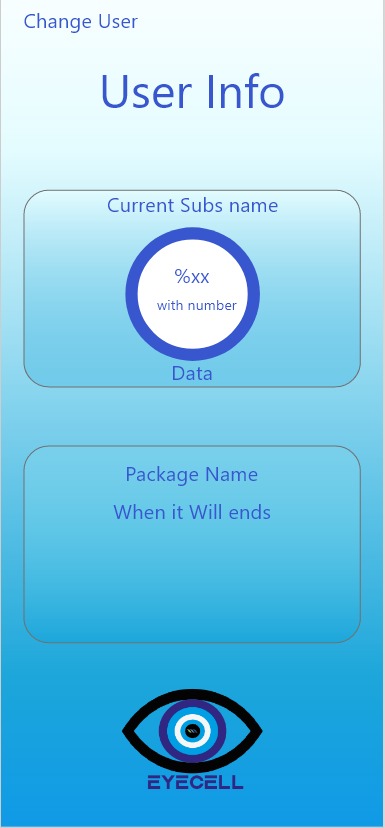 Change User
User Info
Current Subs name
%xx
with number
Data
Package Name
When it Will ends
EYECELL